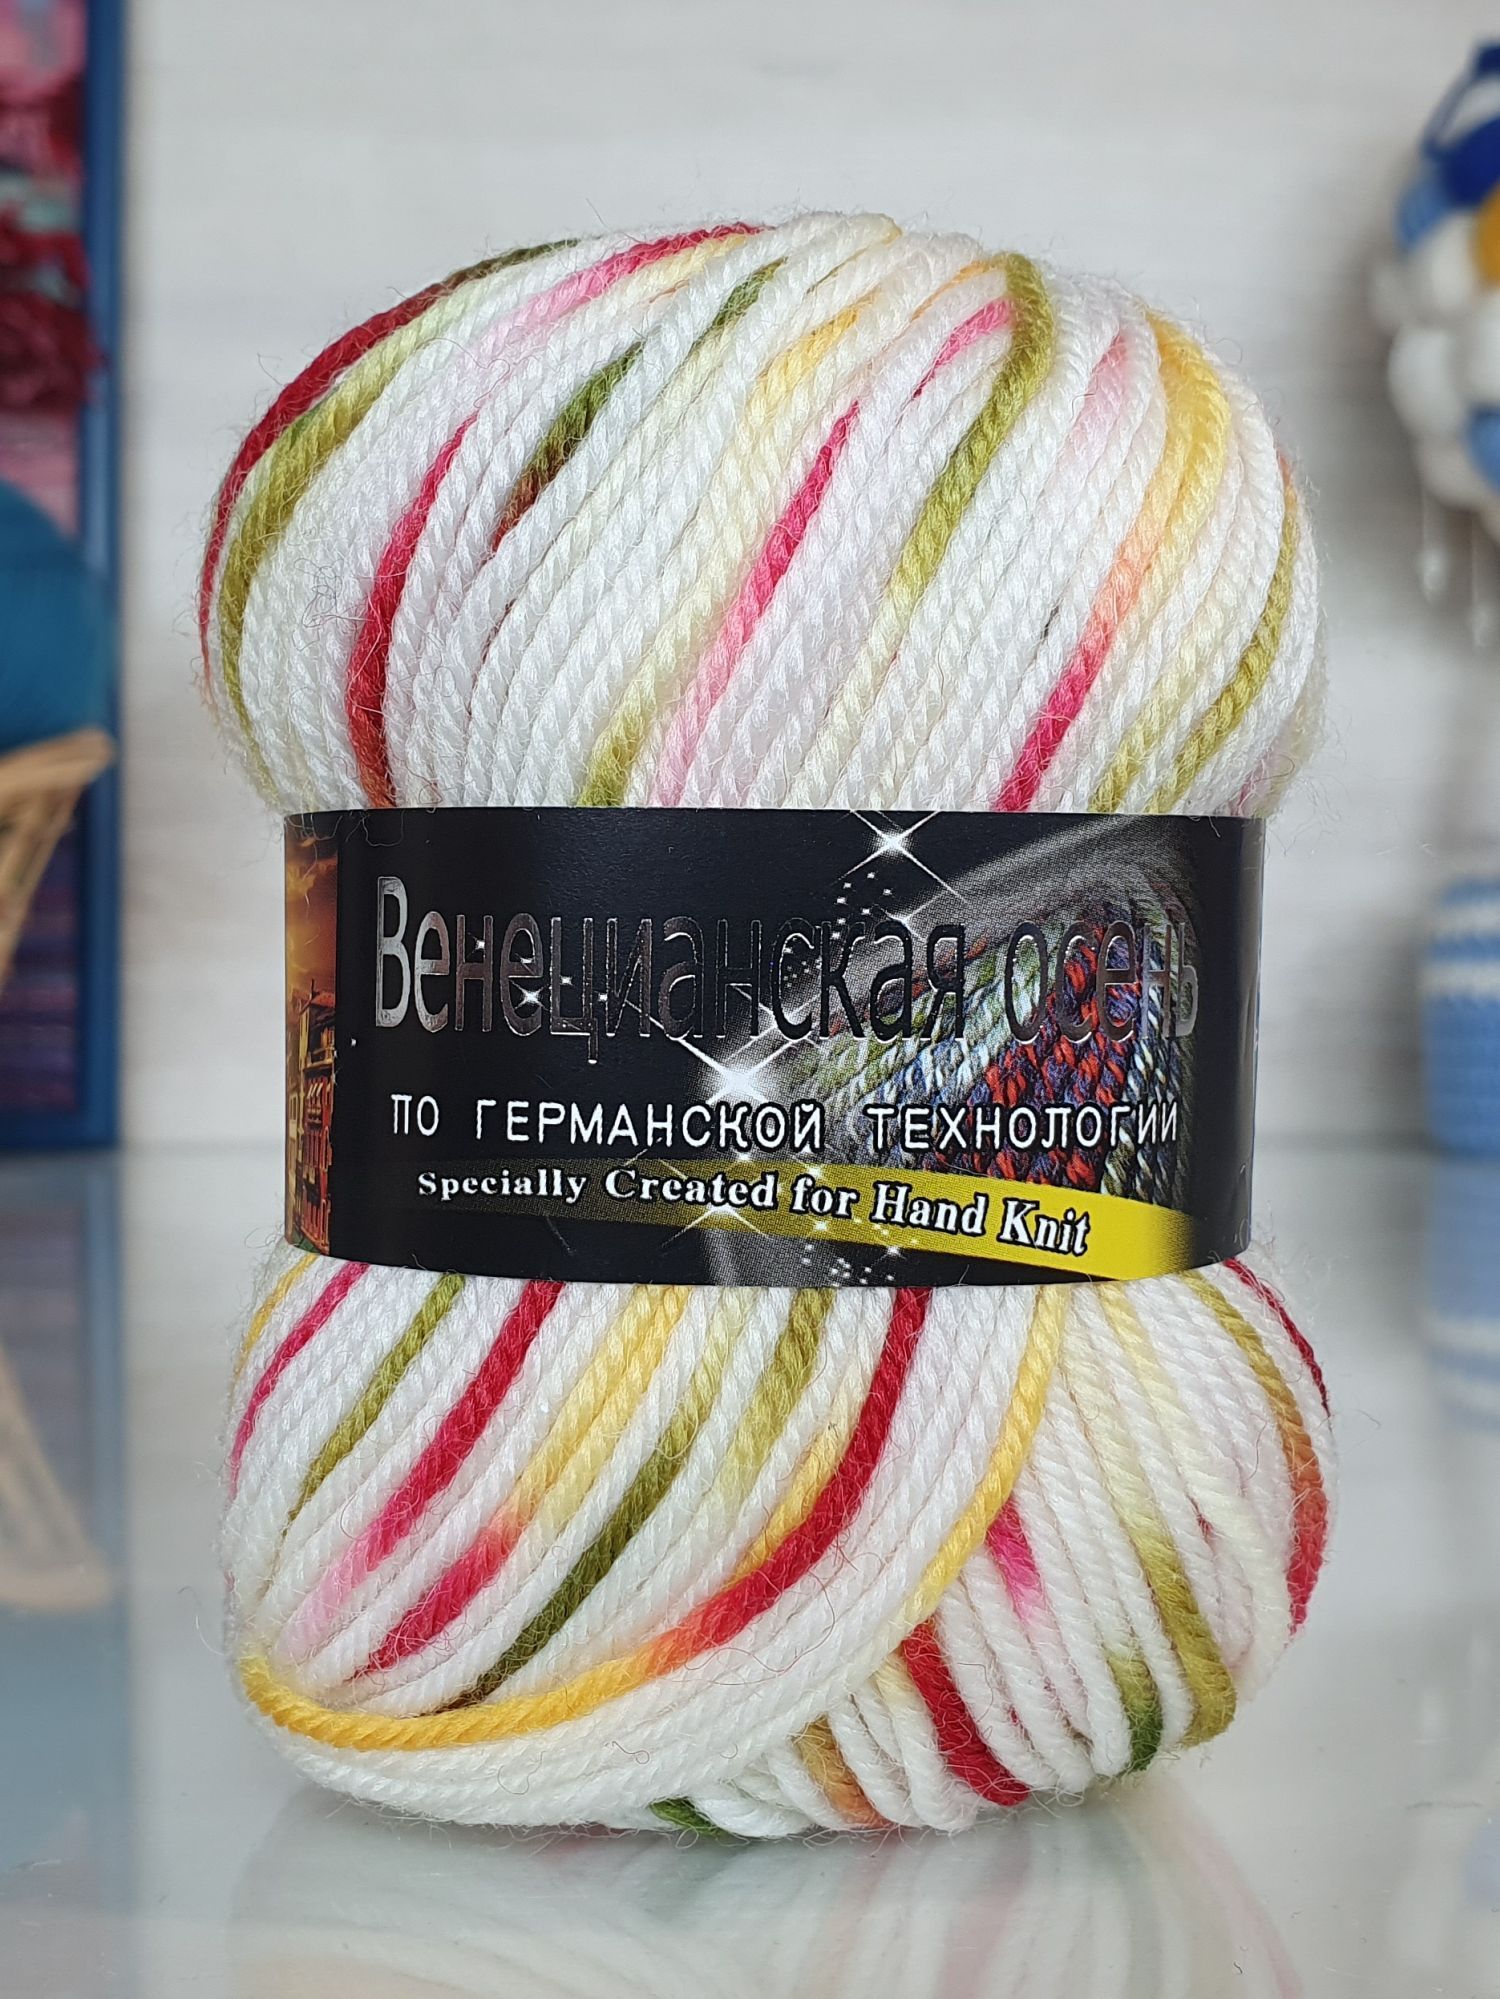 Венецианская осень
ПО ГЕРМАНСКОЙ ТЕХНОЛОГИИ
Specially Created for Hand Knit